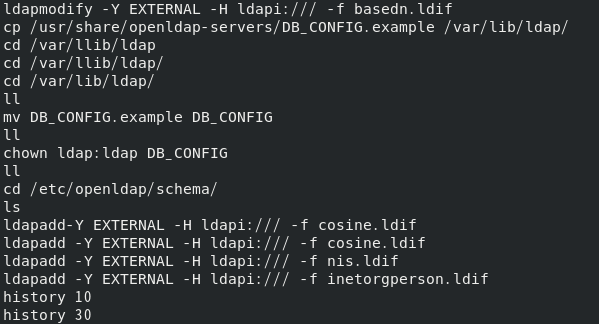 ldapmodify -Y EXTERNAL -H ldapi:/// -f basedn.ldif
cp /usr/share/openldap-servers/DB_CONFIG.example /var/lib/ldap/
cd /var/llib/ldap
cd /var/llib/ldap/
cd /var/lib/ldap/
ll
mv DB_CONFIG.example DB_CONFIG
ll
chown ldap:ldap DB_CONFIG
ll
cd /etc/openldap/schema/
ls
ldapadd-Y EXTERNAL -H ldapi:/// -f cosine.ldif
ldapadd -Y EXTERNAL -H ldapi:/// -f cosine.ldif
ldapadd -Y EXTERNAL -H ldapi:/// -f nis.ldif
ldapadd -Y EXTERNAL -H ldapi:/// -f inetorgperson.ldif
history 10
history 30